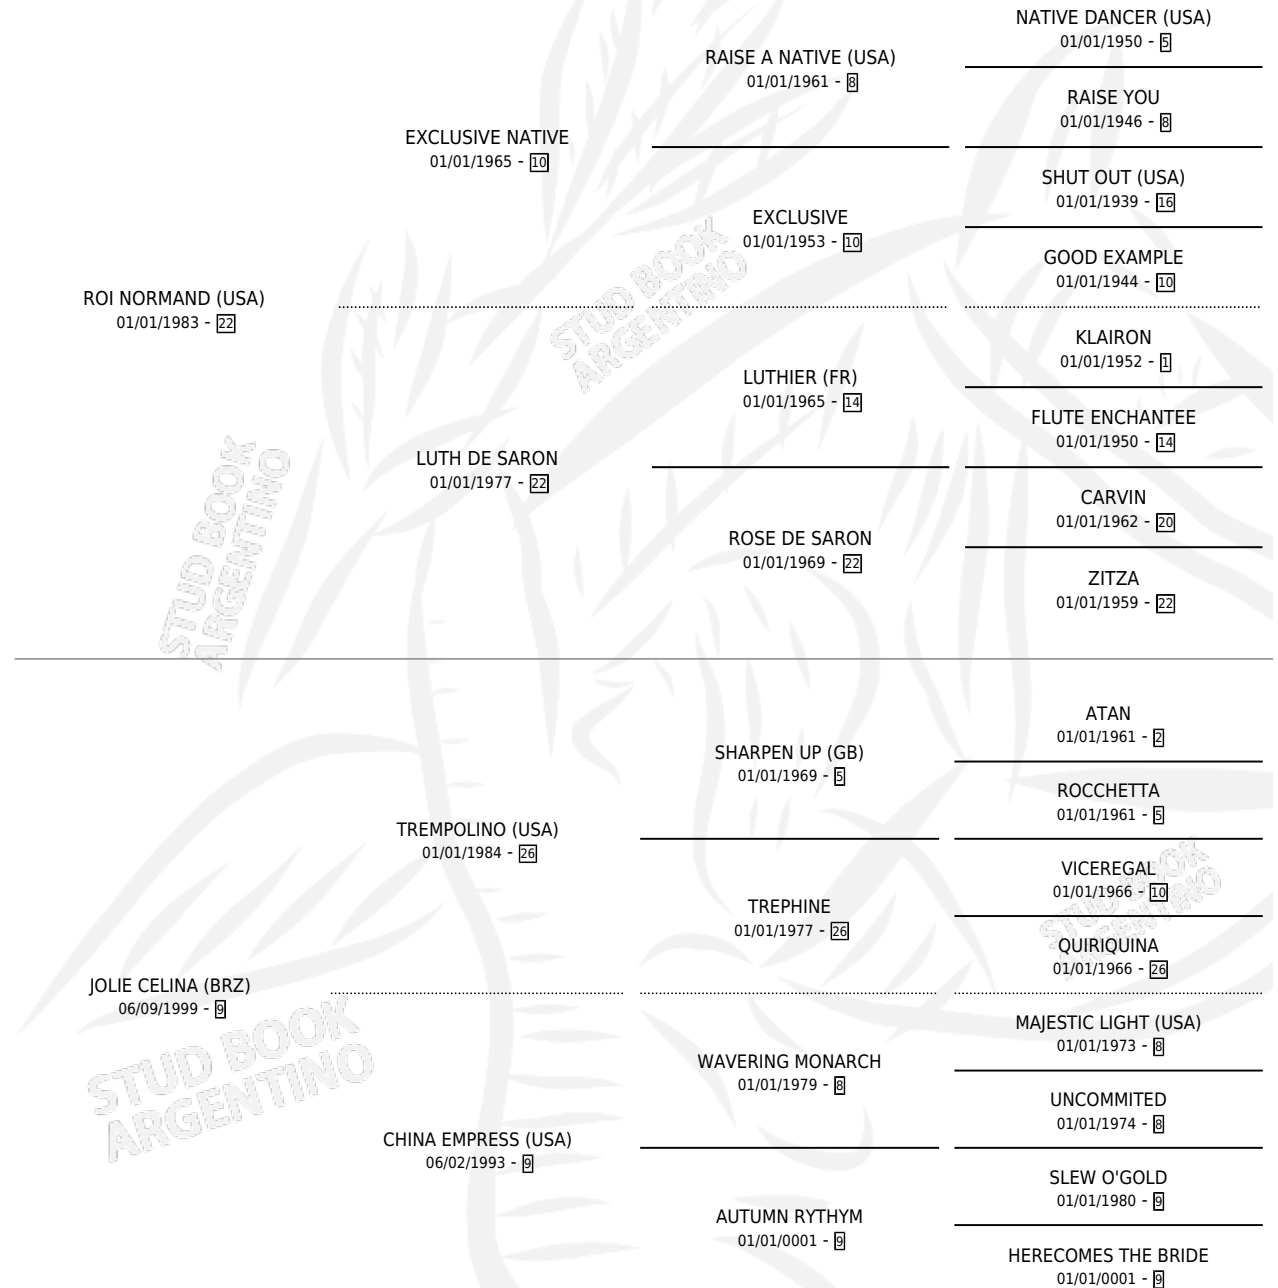 NATIVE DANCER (USA)
01/01/1950 - 5
RAISE A NATIVE (USA)
01/01/1961 - 8
RAISE YOU
01/01/1946 - 8
EXCLUSIVE NATIVE
01/01/1965 - 10
SHUT OUT (USA)
01/01/1939 - 16
EXCLUSIVE
01/01/1953 - 10
GOOD EXAMPLE
01/01/1944 - 10
ROI NORMAND (USA)
01/01/1983 - 22
KLAIRON
01/01/1952 - 1
LUTHIER (FR)
01/01/1965 - 14
FLUTE ENCHANTEE
01/01/1950 - 14
LUTH DE SARON
01/01/1977 - 22
CARVIN
01/01/1962 - 20
ROSE DE SARON
01/01/1969 - 22
ZITZA
01/01/1959 - 22
STUD BOOK
ARGENTINO
STUD BOOK
ARGENTINO
ATAN
01/01/1961 - 2
SHARPEN UP (GB)
01/01/1969 - 5
ROCCHETTA
01/01/1961 - 5
TREMPOLINO (USA)
01/01/1984 - 26
VICEREGAL
01/01/1966 - 10
TREPHINE
01/01/1977 - 26
QUIRIQUINA
01/01/1966 - 26
STUD BOOK
ARGENTINO
JOLIE CELINA (BRZ)
06/09/1999 - 9
MAJESTIC LIGHT (USA)
01/01/1973 - 8
WAVERING MONARCH
01/01/1979 - 8
UNCOMMITED
01/01/1974 - 8
STUD BOOK
ARGENTINO
CHINA EMPRESS (USA)
06/02/1993 - 9
SLEW O'GOLD
01/01/1980 - 9
AUTUMN RYTHYM
01/01/0001 - 9
HERECOMES THE BRIDE
01/01/0001 - 9